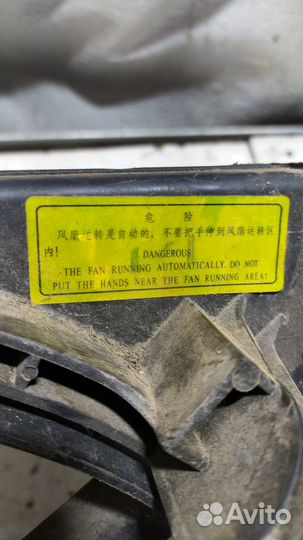 危 险
风扇运转是自动的，不要把手伸到风扇运转区
内！
DANGEROUS
THE FAN RUNNING AUTOMATICALLY. DO NOT
PUT THE HANDS NEAR THE FAN RUNNING AREA!
Avito